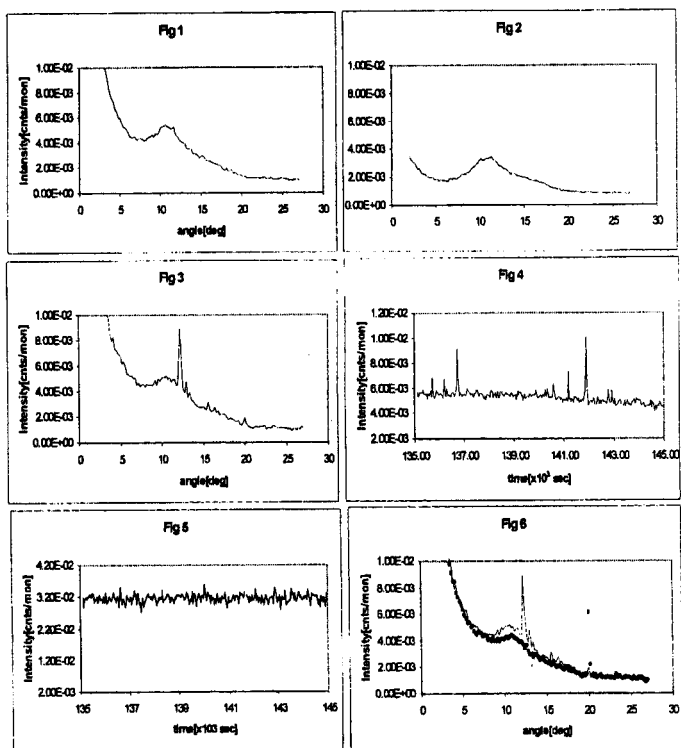 Fig 1
Intensity[cnts/mon]
1.00E-02
8.00E-03
6.00E-03
4.00E-03
2.00E-03
0.00E+00
0 5 10 15 20 25 30
angle[deg]
Fig 2
Intensity[cnts/mon]
1.00E-02
8.00E-03
6.00E-03
4.00E-03
2.00E-03
0.00E+00
0 5 10 15 20 25 30
angle[deg]
Fig 3
Intensity[cnts/mon]
1.00E-02
8.00E-03
6.00E-03
4.00E-03
2.00E-03
0.00E+00
0 5 10 15 20 25 30
angle[deg]
Fig 4
Intensity[cnts/mon]
1.20E-02
1.00E-02
8.00E-03
6.00E-03
4.00E-03
2.00E-03
135.00 137.00 139.00 141.00 143.00 145.00
time[x10³ sec]
Fig 5
Intensity[cnts/mon]
4.20E-02
3.20E-02
2.20E-02
1.20E-02
2.00E-03
135 137 139 141 143 145
time[x103 sec]
Fig 6
Intensity[cnts/mon]
1.00E-02
8.00E-03
6.00E-03
4.00E-03
2.00E-03
0.00E+00
0 5 10 15 20 25 30
angle[deg]